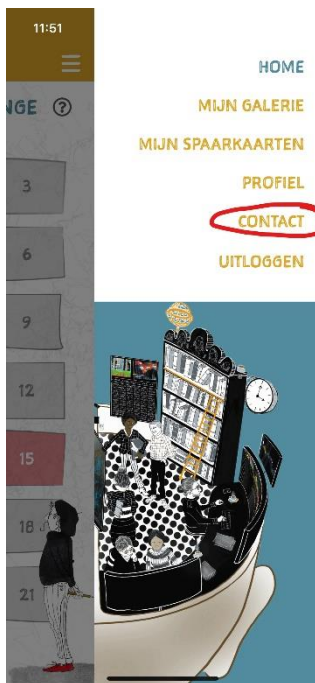 11:51
HOME
NGE ?
MIJN GALERIE
MIJN SPAARKAARTEN
3
PROFIEL
CONTACT
6
UITLOGGEN
9
12
15
18
21